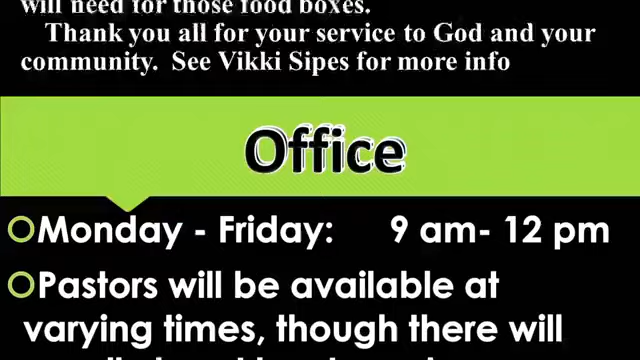 will need for those food boxes.
Thank you all for your service to God and your
community.  See Vikki Sipes for more info
Office
Monday - Friday: 9 am- 12 pm
Pastors will be available at
varying times, though there will